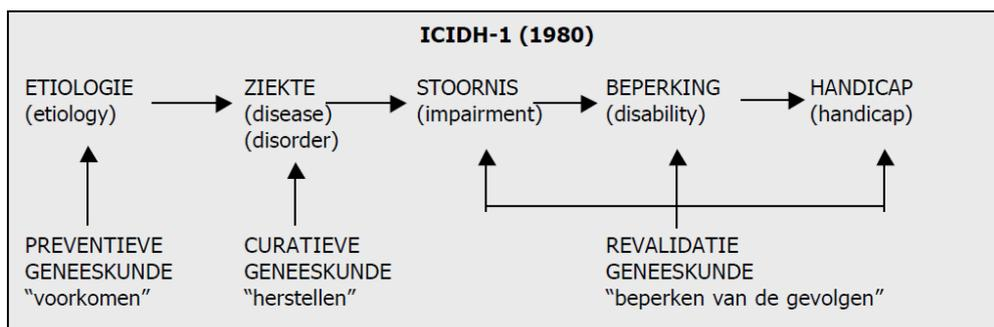 ICIDH-1 (1980)
ETIOLOGIE ZIEKTE STOORNIS BEPERKING HANDICAP
(etiology) (disease) (impairment) (disability) (handicap)
(disorder)
PREVENTIEVE CURATIEVE REVALIDATIE
GENEESKUNDE GENEESKUNDE GENEESKUNDE
“voorkomen” “herstellen” “beperken van de gevolgen”